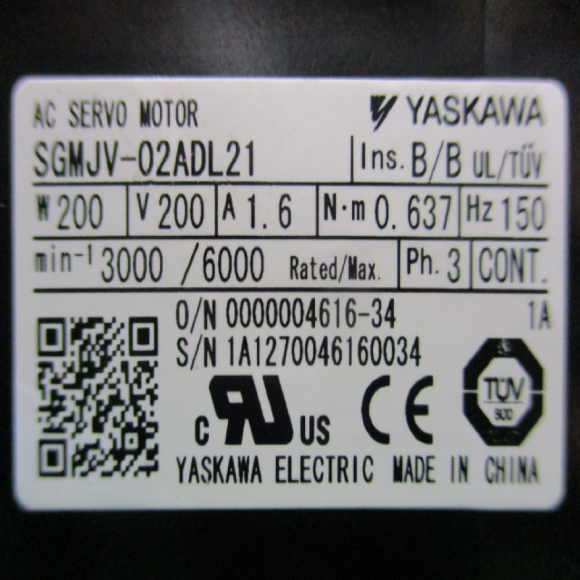 AC SERVO MOTOR YASKAWA
SGMJV-02ADL21 Ins. B/B UL/TÜV
W 200 V 200 A 1.6 N·m 0.637 Hz 150
min-1 3000 /6000 Rated/Max. Ph. 3 CONT.
O/N 0000004616-34 1A
S/N 1A1270046160034
c RU US CE TÜV
SÜD
YASKAWA ELECTRIC MADE IN CHINA